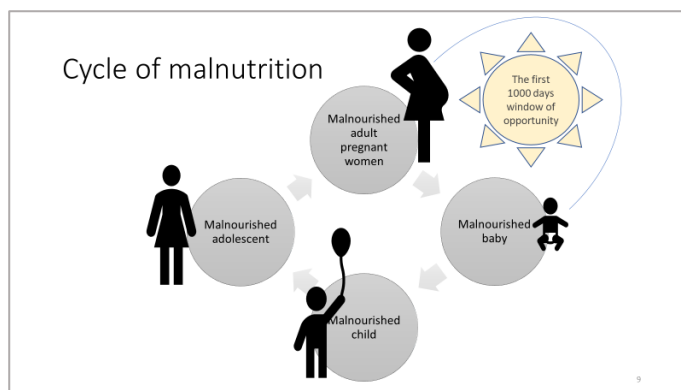 Cycle of malnutrition
The first
1000 days
window of
opportunity
Malnourished
adult
pregnant
women
Malnourished
baby
Malnourished
child
Malnourished
adolescent
9